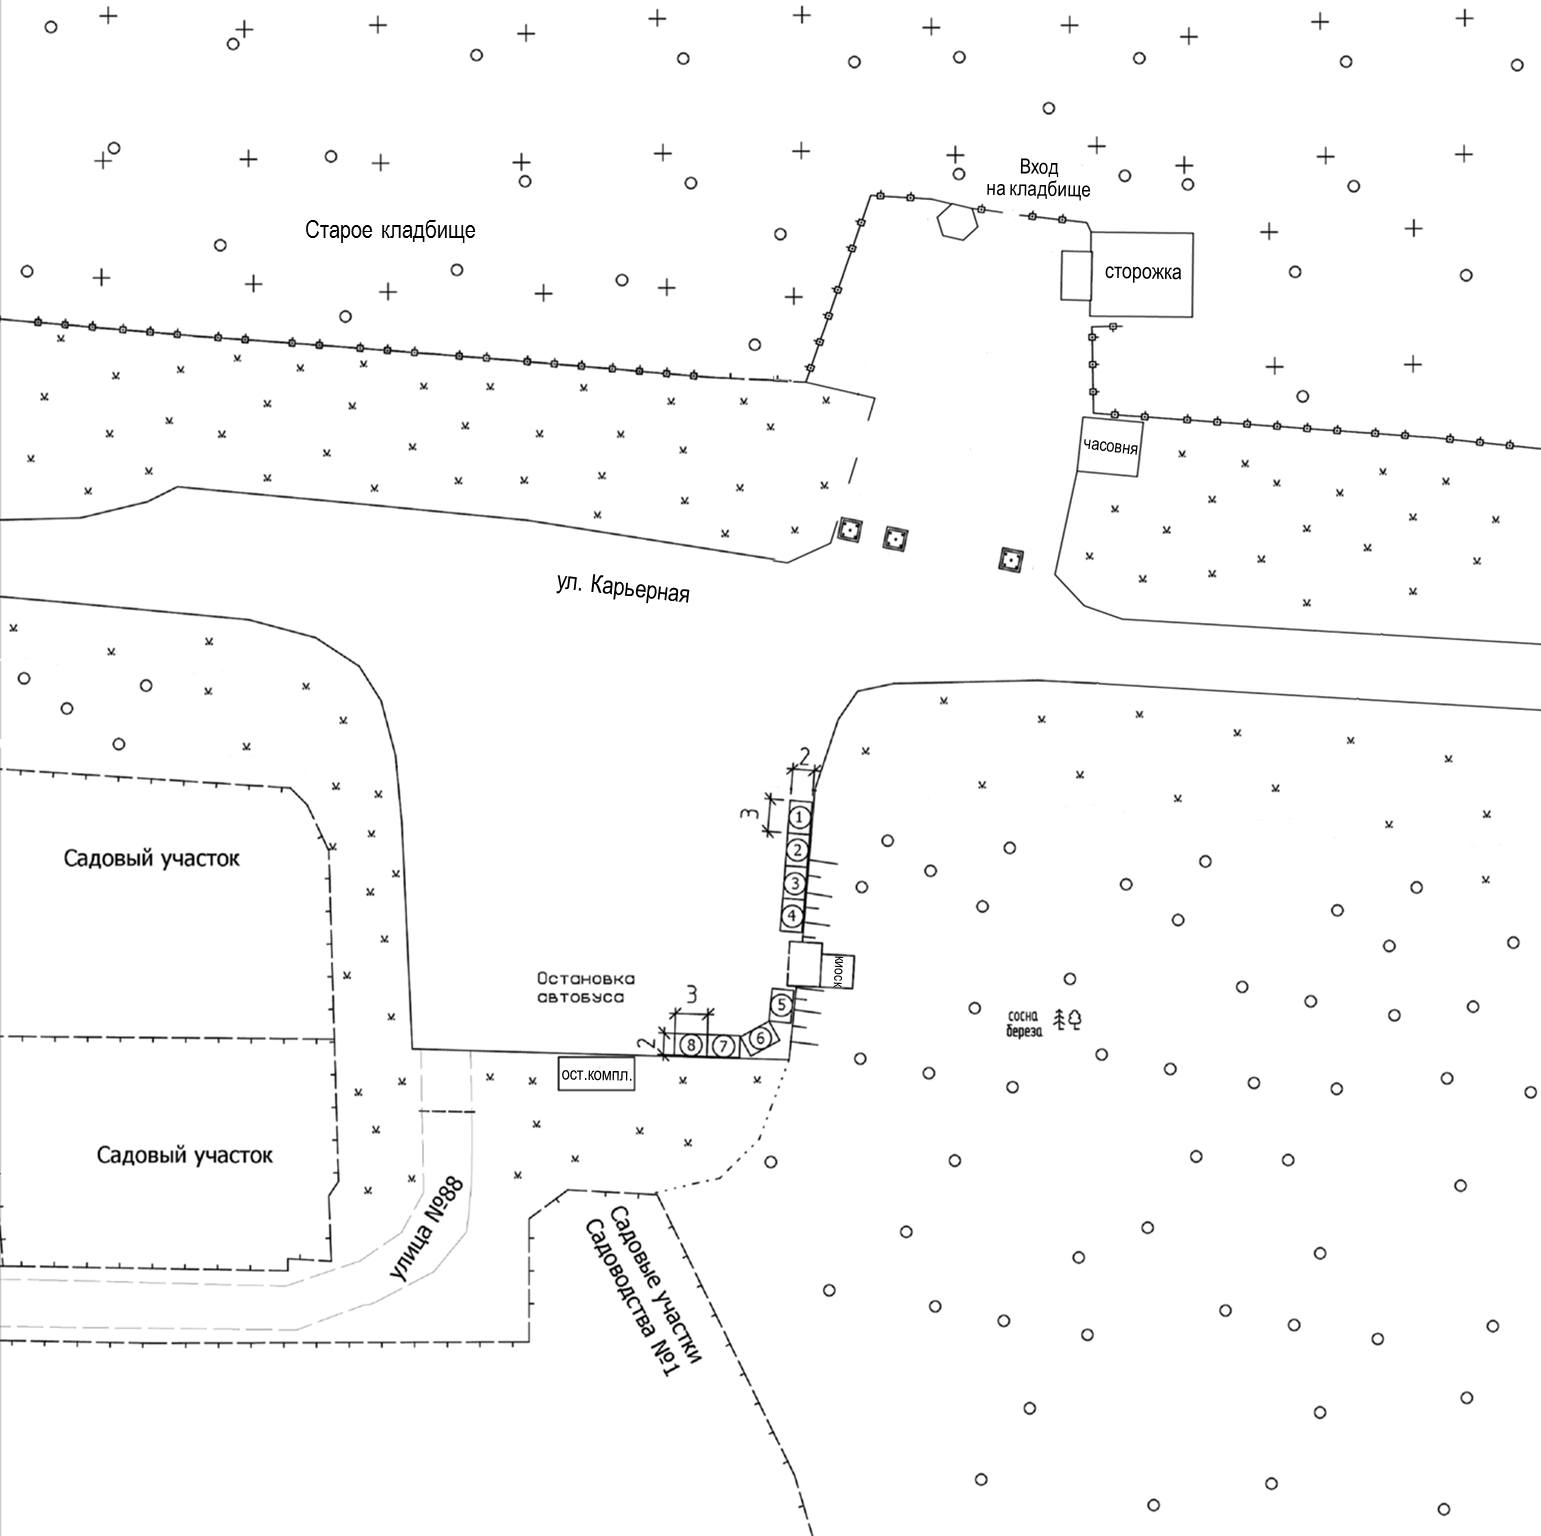 Вход
на кладбище
Старое кладбище
сторожка
часовня
ул. Карьерная
2
3
1
2
3
4
Садовый участок
киоск
Остановка
автобуса
3
5
2
8
7
6
сосна
береза
ост.компл.
Садовый участок
улица №88
Садовые участки
Садоводства №1